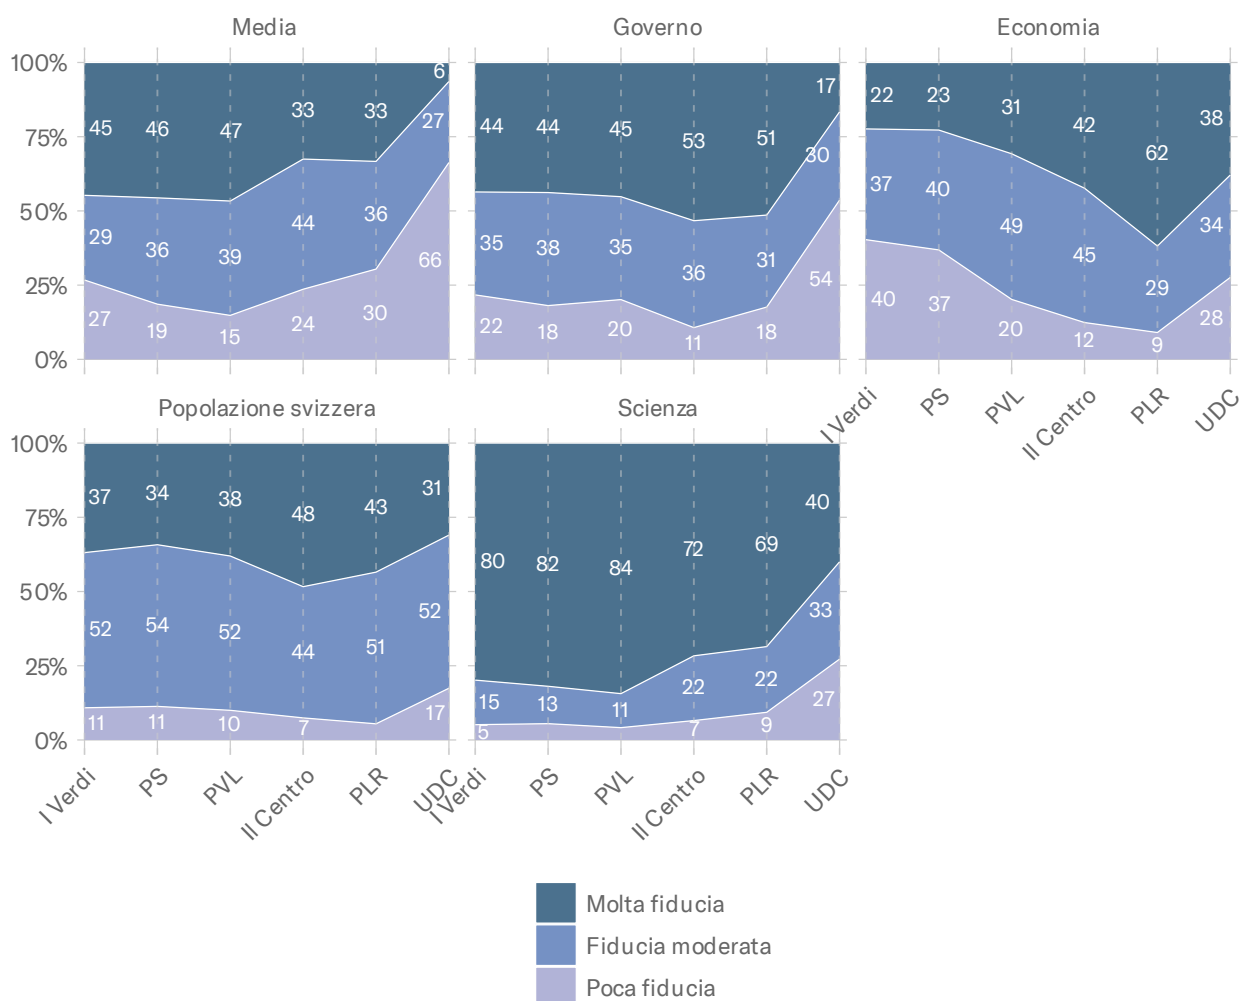 Media Governo Economia
100%
75%
50%
25%
0%
45 46 47 33 33 6
29 36 39 44 36 27
27 19 15 24 30 66
44 44 45 53 51 17
35 38 35 36 31 30
22 18 20 11 18 54
22 23 31 42 62 38
37 40 49 45 29 34
40 37 20 12 9 28
I Verdi PS PVL Il Centro PLR UDC
Popolazione svizzera Scienza
100%
75%
50%
25%
0%
37 34 38 48 43 31
52 54 52 44 51 52
11 11 10 7 17
80 82 84 72 69 40
15 13 11 22 22 33
5 7 9 27
I Verdi PS PVL Il Centro PLR UDC
I Verdi PS PVL Il Centro PLR UDC
Molta fiducia
Fiducia moderata
Poca fiducia